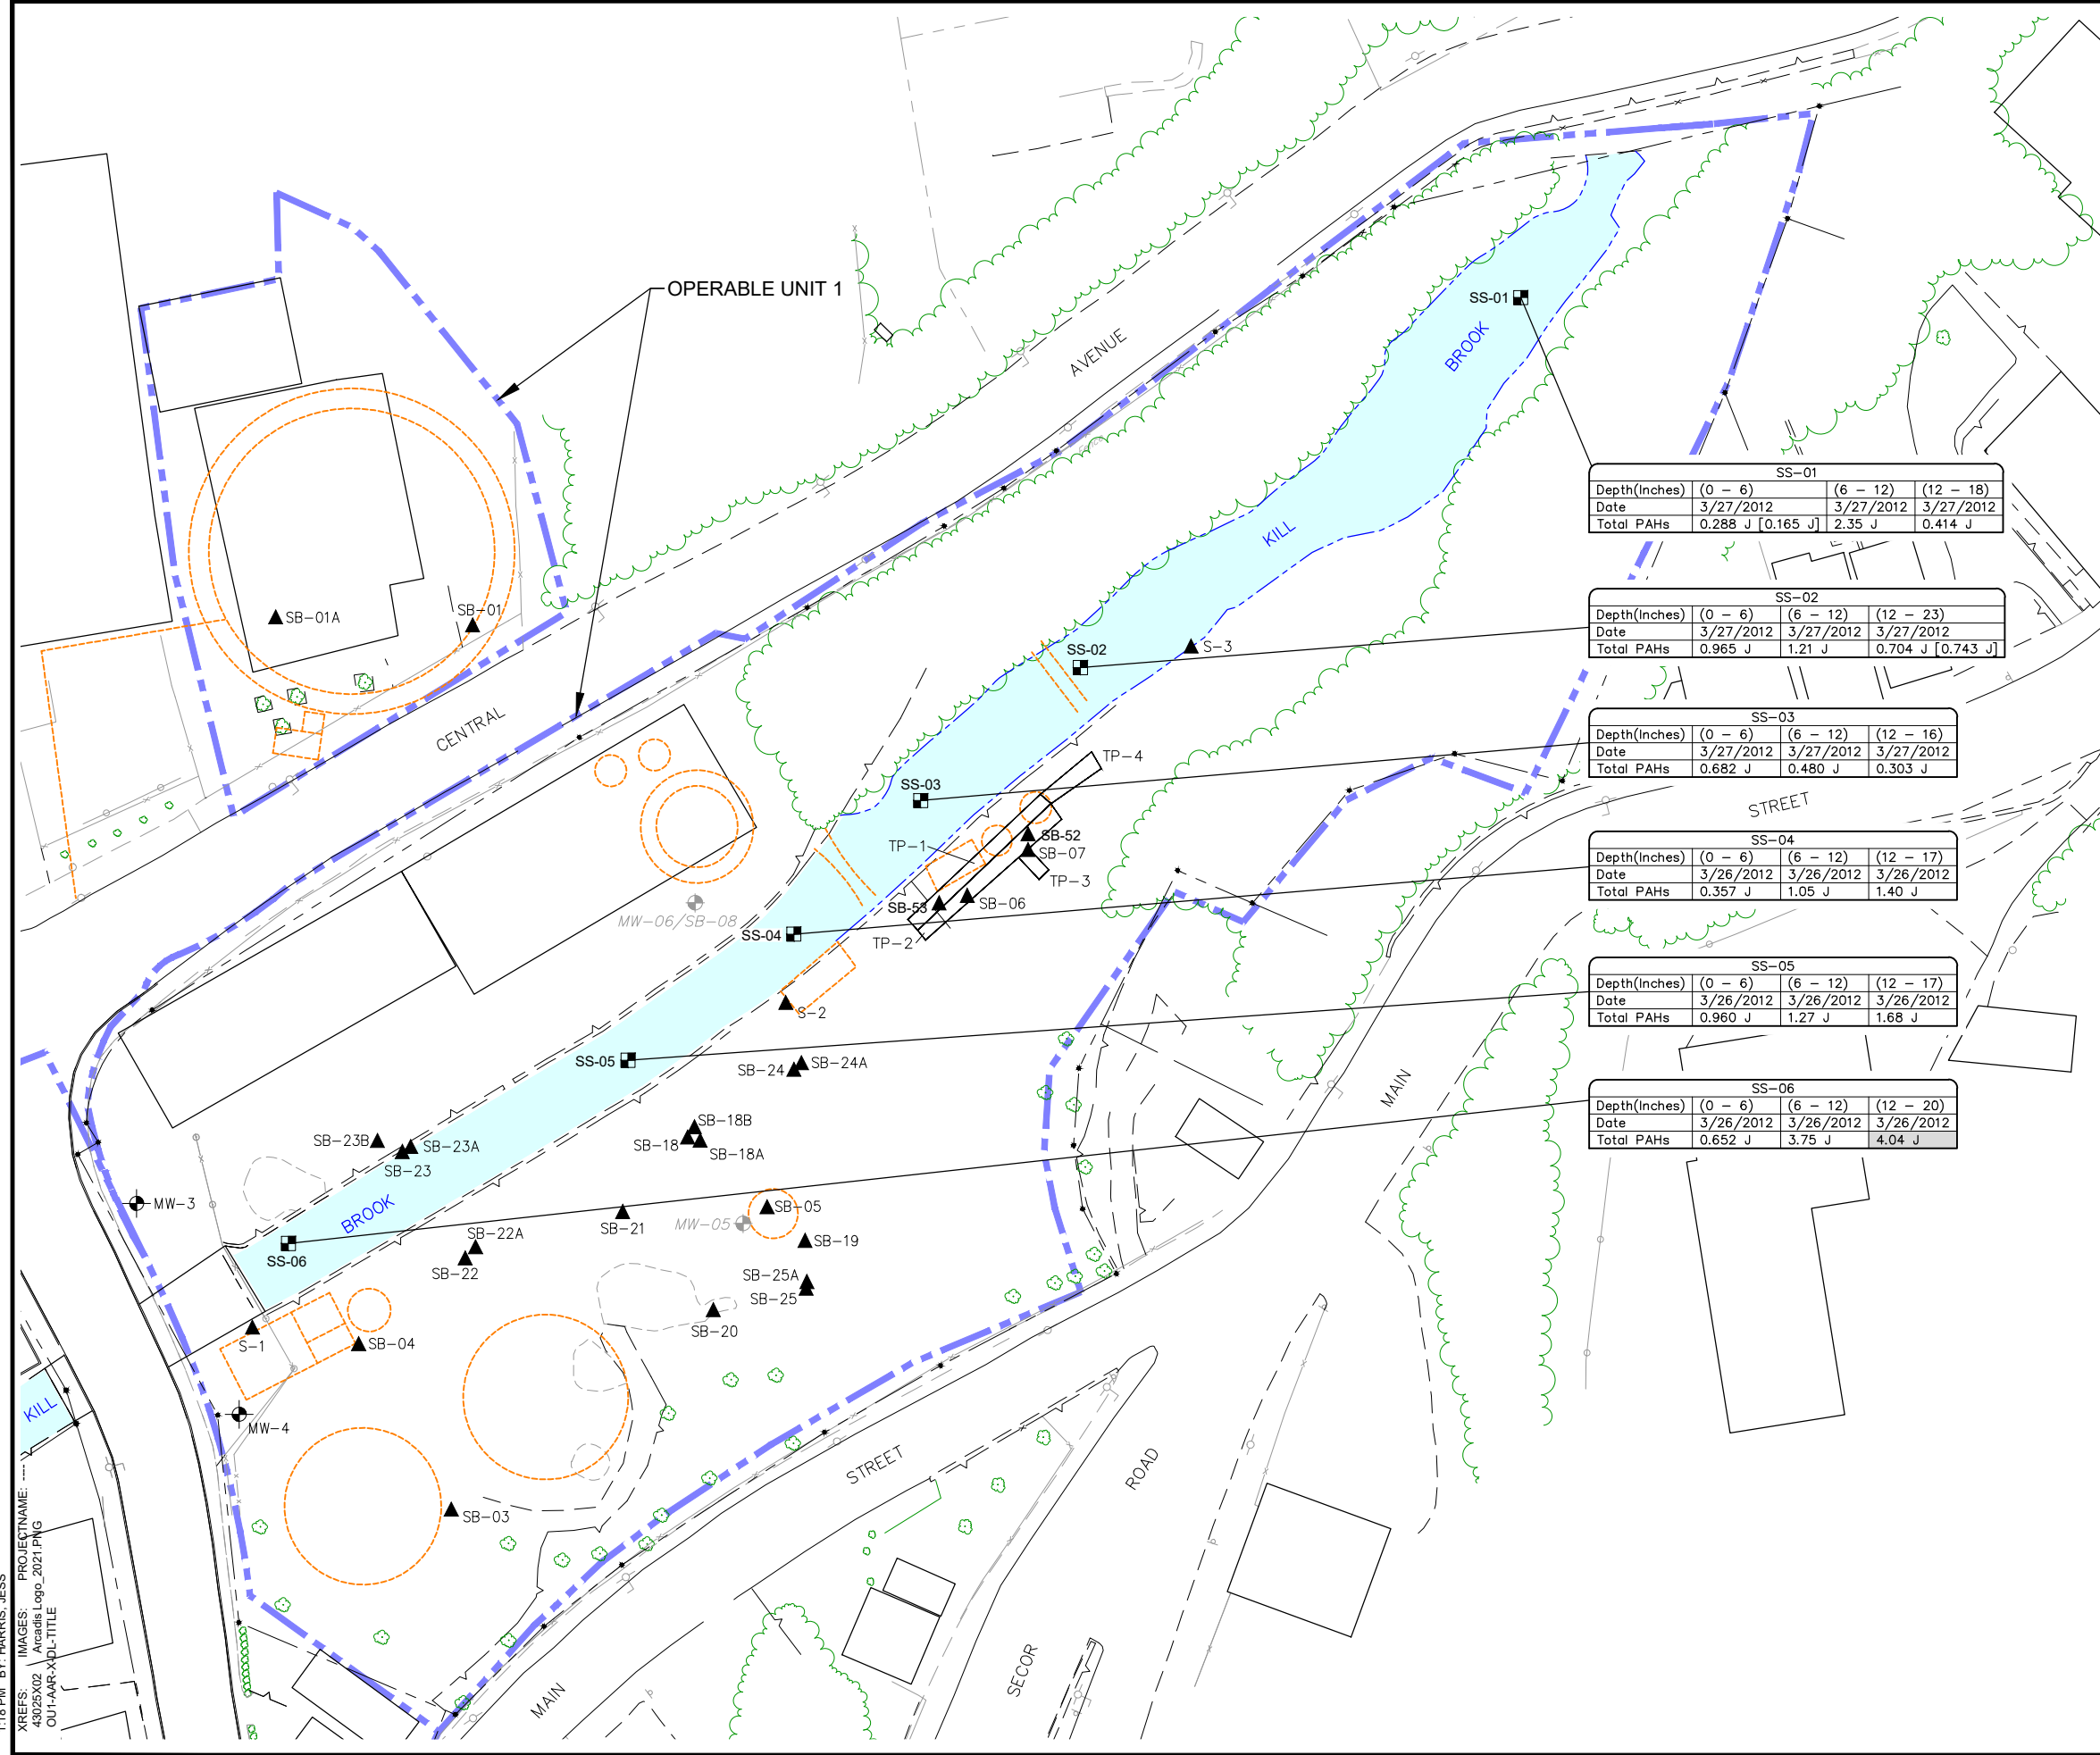 OPERABLE UNIT 1
AVENUE
CENTRAL
BROOK
KILL
SS-01
SS-02
S-3
SS-03
TP-4
TP-1
SB-52
SB-07
TP-3
SB-53
SB-06
TP-2
SS-04
MW-06/SB-08
S-2
SS-05
SB-24
SB-24A
SB-01A
SB-01
SB-18B
SB-18
SB-18A
SB-23B
SB-23A
SB-23
MW-3
BROOK
SS-06
SB-22A
SB-22
SB-21
MW-05
SB-05
SB-19
SB-25A
SB-25
SB-20
S-1
SB-04
KILL
MW-4
SB-03
STREET
MAIN
STREET
ROAD
SECOR
MAIN
SS-01
Depth(Inches) (0 - 6) (6 - 12) (12 - 18)
Date 3/27/2012 3/27/2012 3/27/2012
Total PAHs 0.288 J [0.165 J] 2.35 J 0.414 J
SS-02
Depth(Inches) (0 - 6) (6 - 12) (12 - 23)
Date 3/27/2012 3/27/2012 3/27/2012
Total PAHs 0.965 J 1.21 J 0.704 J [0.743 J]
SS-03
Depth(Inches) (0 - 6) (6 - 12) (12 - 16)
Date 3/27/2012 3/27/2012 3/27/2012
Total PAHs 0.682 J 0.480 J 0.303 J
SS-04
Depth(Inches) (0 - 6) (6 - 12) (12 - 17)
Date 3/26/2012 3/26/2012 3/26/2012
Total PAHs 0.357 J 1.05 J 1.40 J
SS-05
Depth(Inches) (0 - 6) (6 - 12) (12 - 17)
Date 3/26/2012 3/26/2012 3/26/2012
Total PAHs 0.960 J 1.27 J 1.68 J
SS-06
Depth(Inches) (0 - 6) (6 - 12) (12 - 20)
Date 3/26/2012 3/26/2012 3/26/2012
Total PAHs 0.652 J 3.75 J 4.04 J
1:18 PM BY: HARRIS, JESS
XREFS: IMAGES: PROJECTNAME: ----
43025X02 Arcadis Logo_2021.PNG
OU1-AAR-X-DL-TITLE